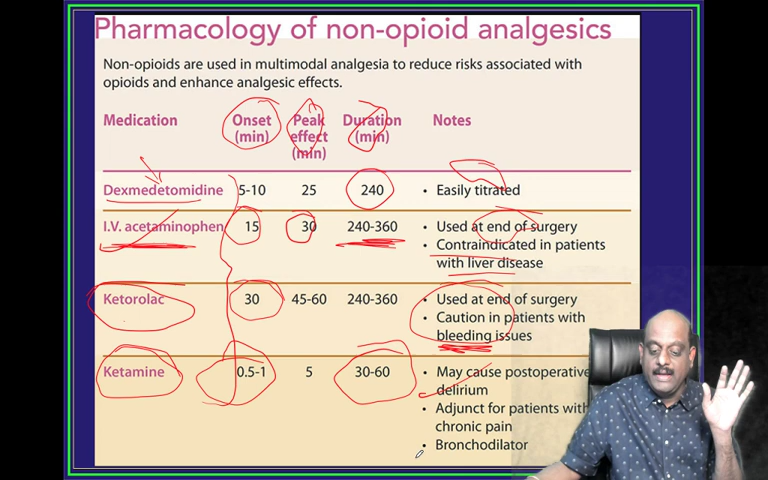 Pharmacology of non-opioid analgesics
Non-opioids are used in multimodal analgesia to reduce risks associated with
opioids and enhance analgesic effects.
Medication Onset (min) Peak effect (min) Duration (min) Notes
Dexmedetomidine 5-10 25 240 • Easily titrated
I.V. acetaminophen 15 30 240-360 • Used at end of surgery
• Contraindicated in patients
with liver disease
Ketorolac 30 45-60 240-360 • Used at end of surgery
• Caution in patients with
bleeding issues
Ketamine 0.5-1 5 30-60 • May cause postoperative
delirium
• Adjunct for patients with
chronic pain
• Bronchodilator